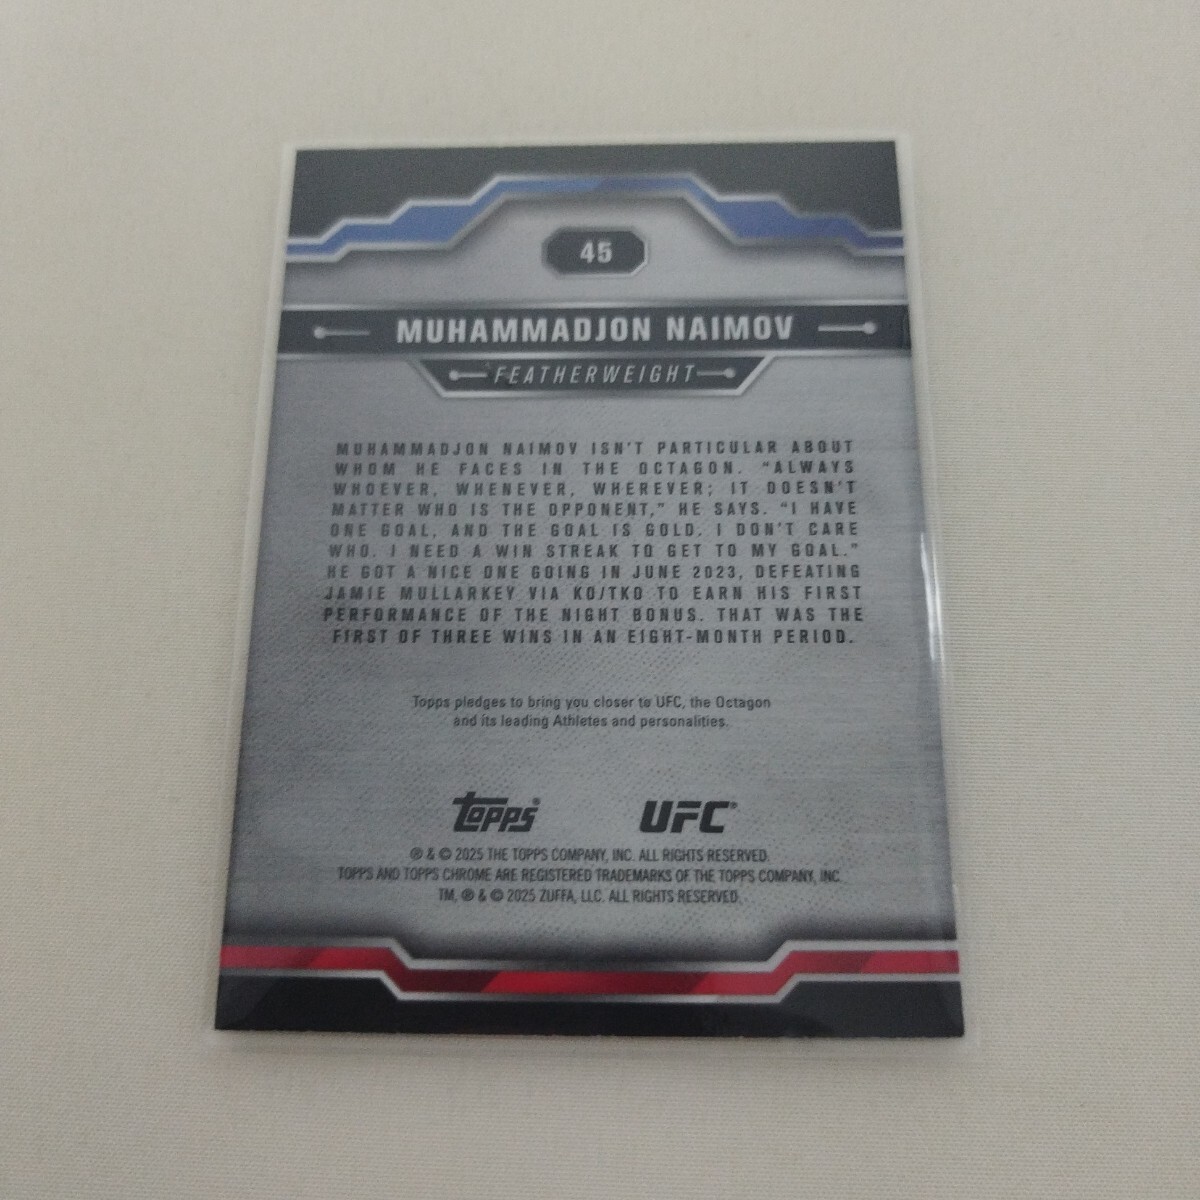 45
MUHAMMADJON NAIMOV
FEATHERWEIGHT
MUHAMMADJON NAIMOV ISN'T PARTICULAR ABOUT
WHOM HE FACES IN THE OCTAGON. "ALWAYS
WHOEVER, WHENEVER, WHEREVER; IT DOESN'T
MATTER WHO IS THE OPPONENT," HE SAYS. "I HAVE
ONE GOAL, AND THE GOAL IS GOLD. I DON'T CARE
WHO. I NEED A WIN STREAK TO GET TO MY GOAL."
HE GOT A NICE ONE GOING IN JUNE 2023, DEFEATING
JAMIE MULLARKEY VIA KO/TKO TO EARN HIS FIRST
PERFORMANCE OF THE NIGHT BONUS. THAT WAS THE
FIRST OF THREE WINS IN AN EIGHT-MONTH PERIOD.
Topps pledges to bring you closer to UFC, the Octagon
and its leading Athletes and personalities.
Topps® UFC®
® & © 2025 THE TOPPS COMPANY, INC. ALL RIGHTS RESERVED.
TOPPS AND TOPPS CHROME ARE REGISTERED TRADEMARKS OF THE TOPPS COMPANY, INC.
TM, ® & © 2025 ZUFFA, LLC. ALL RIGHTS RESERVED.